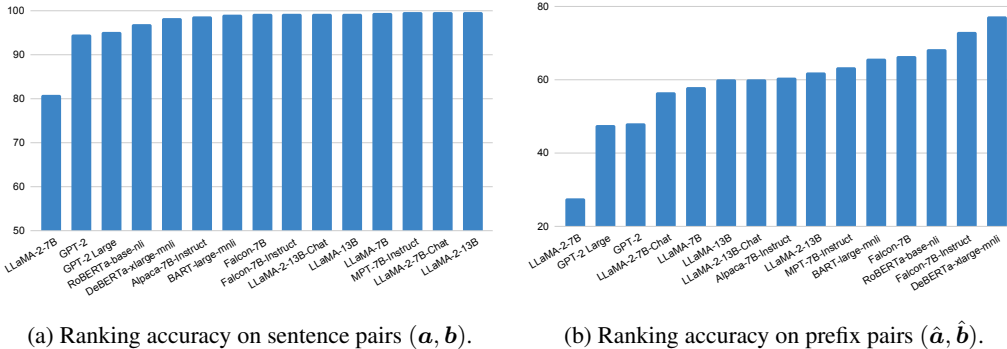 100
90
80
70
60
50
LLaMA-2-7B
GPT-2
GPT-2 Large
RoBERTa-base-nli
DeBERTa-xlarge-mnli
Alpaca-7B-Instruct
BART-large-mnli
Falcon-7B
Falcon-7B-Instruct
LLaMA-2-13B-Chat
LLaMA-13B
LLaMA-7B
MPT-7B-Instruct
LLaMA-2-7B-Chat
LLaMA-2-13B
(a) Ranking accuracy on sentence pairs (a, b).
80
60
40
20
LLaMA-2-7B
GPT-2 Large
GPT-2
LLaMA-2-7B-Chat
LLaMA-7B
LLaMA-13B
LLaMA-2-13B-Chat
Alpaca-7B-Instruct
LLaMA-2-13B
MPT-7B-Instruct
BART-large-mnli
Falcon-7B
RoBERTa-base-nli
Falcon-7B-Instruct
DeBERTa-xlarge-mnli
(b) Ranking accuracy on prefix pairs (â, b̂).